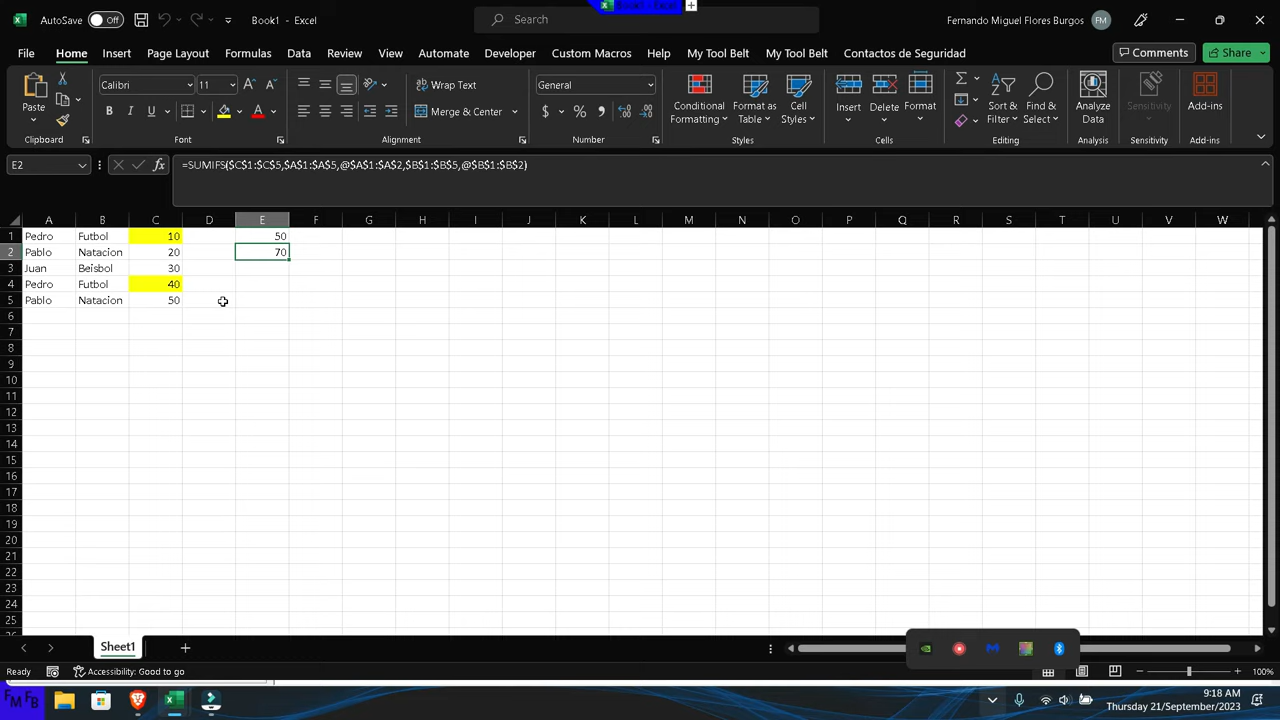 Book1 - Excel
AutoSave Off Book1 - Excel Search Fernando Miguel Flores Burgos FM
File Home Insert Page Layout Formulas Data Review View Automate Developer Custom Macros Help My Tool Belt My Tool Belt Contactos de Seguridad Comments Share
Calibri 11 Wrap Text General
Paste B I U A Merge & Center $ % , Conditional Formatting Format as Table Cell Styles Insert Delete Format Sort & Filter Find & Select Analyze Data Sensitivity Add-ins
Clipboard Font Alignment Number Styles Cells Editing Analysis Sensitivity Add-ins
E2 fx =SUMIFS($C$1:$C$5,$A$1:$A$5,@$A$1:$A$2,$B$1:$B$5,@$B$1:$B$2)
A B C D E F G H I J K L M N O P Q R S T U V W
1 Pedro Futbol 10 50
2 Pablo Natacion 20 70
3 Juan Beisbol 30
4 Pedro Futbol 40
5 Pablo Natacion 50
6
7
8
9
10
11
12
13
14
15
16
17
18
19
20
21
22
23
24
25
Sheet1
Ready Accessibility: Good to go 100%
FMFB 9:18 AM
Thursday 21/September/2023